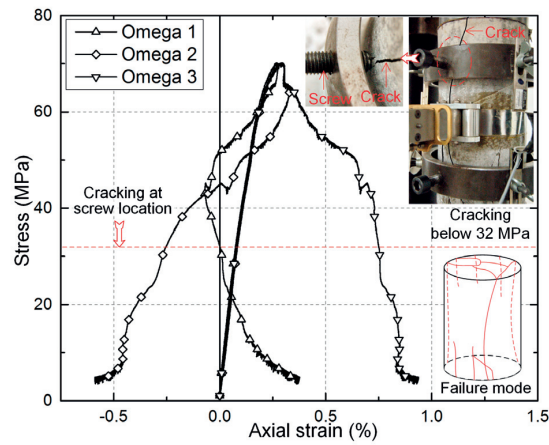 Omega 1
Omega 2
Omega 3
Screw
Crack
Crack
Cracking at
screw location
Cracking
below 32 MPa
Failure mode
80
60
40
20
0
Stress (MPa)
-0.5
0.0
0.5
1.0
1.5
Axial strain (%)